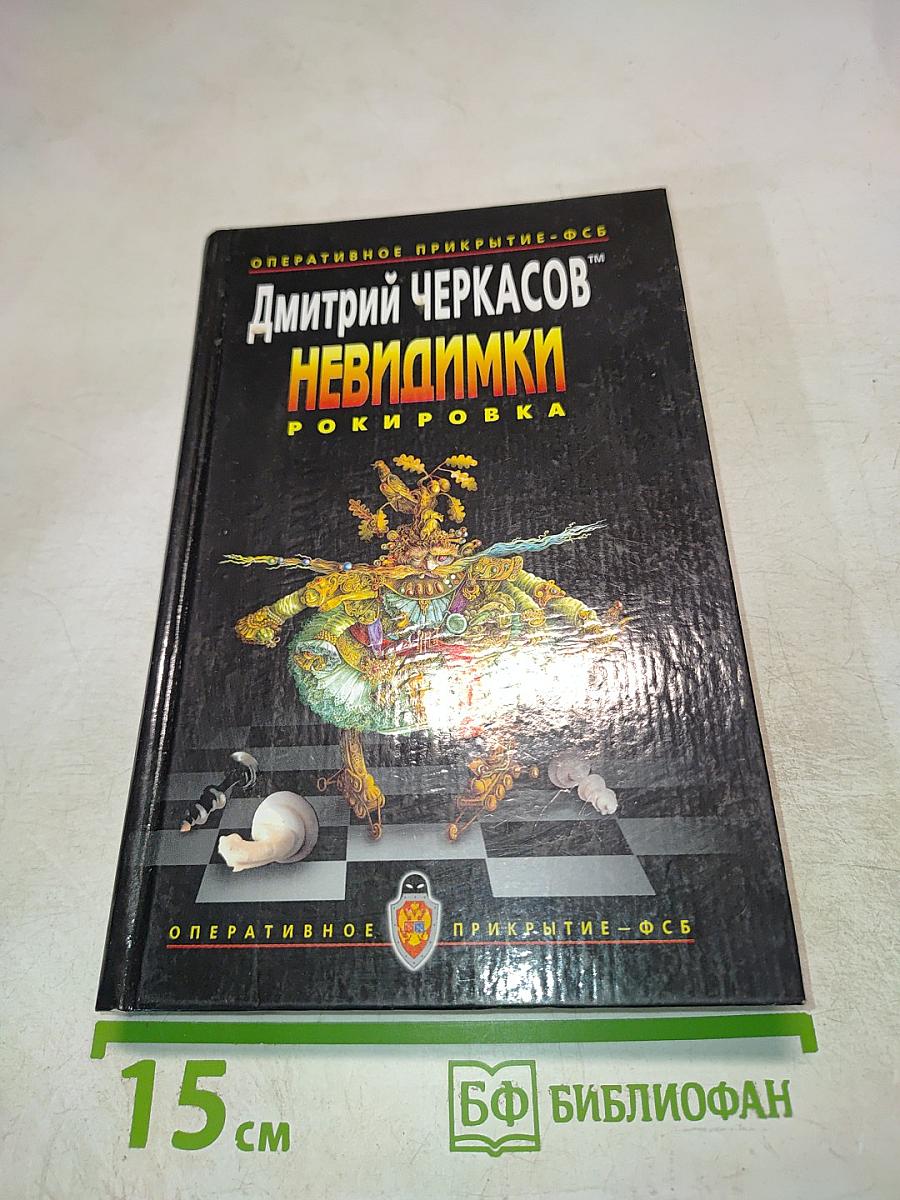 ОПЕРАТИВНОЕ ПРИКРЫТИЕ-ФСБ
Дмитрий ЧЕРКАСОВ™
НЕВИДИМКИ
РОКИРОВКА
ОПЕРАТИВНОЕ ПРИКРЫТИЕ—ФСБ
15 см
БФ БИБЛИОФАН